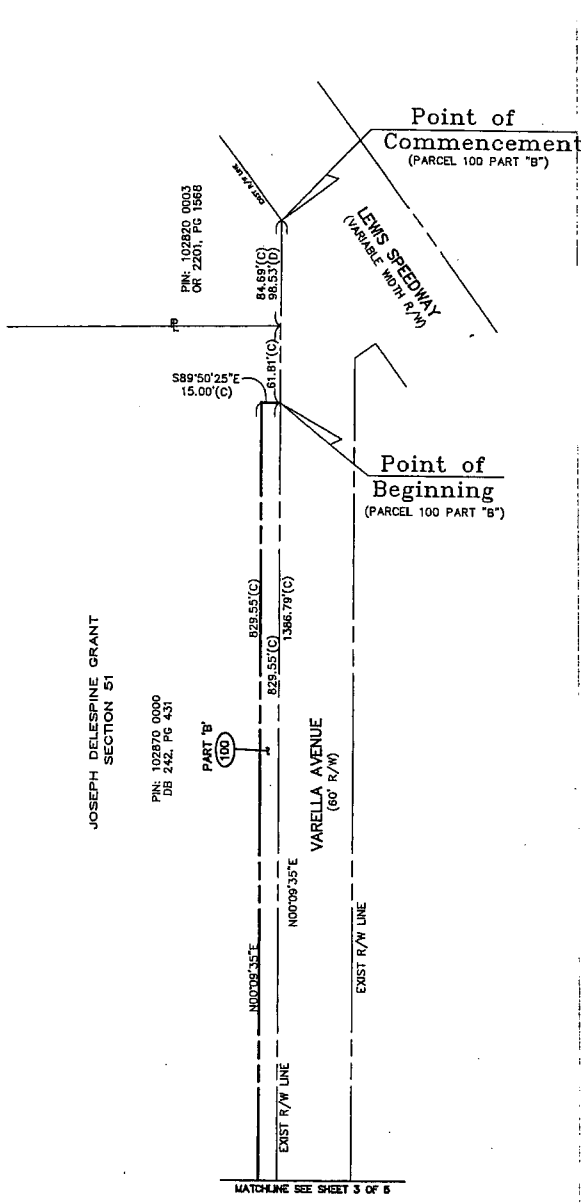 Point of
Commencement
(PARCEL 100 PART "B")
EXIST R/W LINE
LEWIS SPEEDWAY
(VARIABLE WIDTH R/W)
PIN: 102820 0003
OR 2201, PG 1568
84.69'(C)
98.53'(D)
61.81'(C)
S89°50'25"E
15.00'(C)
Point of
Beginning
(PARCEL 100 PART "B")
829.55'(C)
1386.79'(C)
829.55'(C)
JOSEPH DELESPINE GRANT
SECTION 51
PIN: 102870 0000
DB 242, PG 431
PART 'B'
100
VARELLA AVENUE
(60' R/W)
N00°09'35"E
N00°09'35"E
EXIST R/W LINE
EXIST R/W LINE
MATCHLINE SEE SHEET 3 OF 5